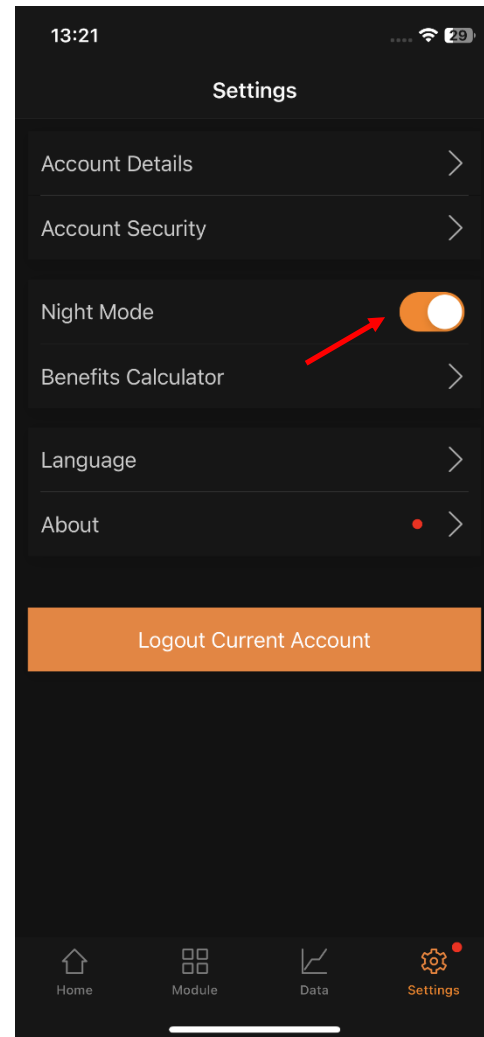 13:21
29
Settings
Account Details
Account Security
Night Mode
Benefits Calculator
Language
About
Logout Current Account
Home Module Data Settings